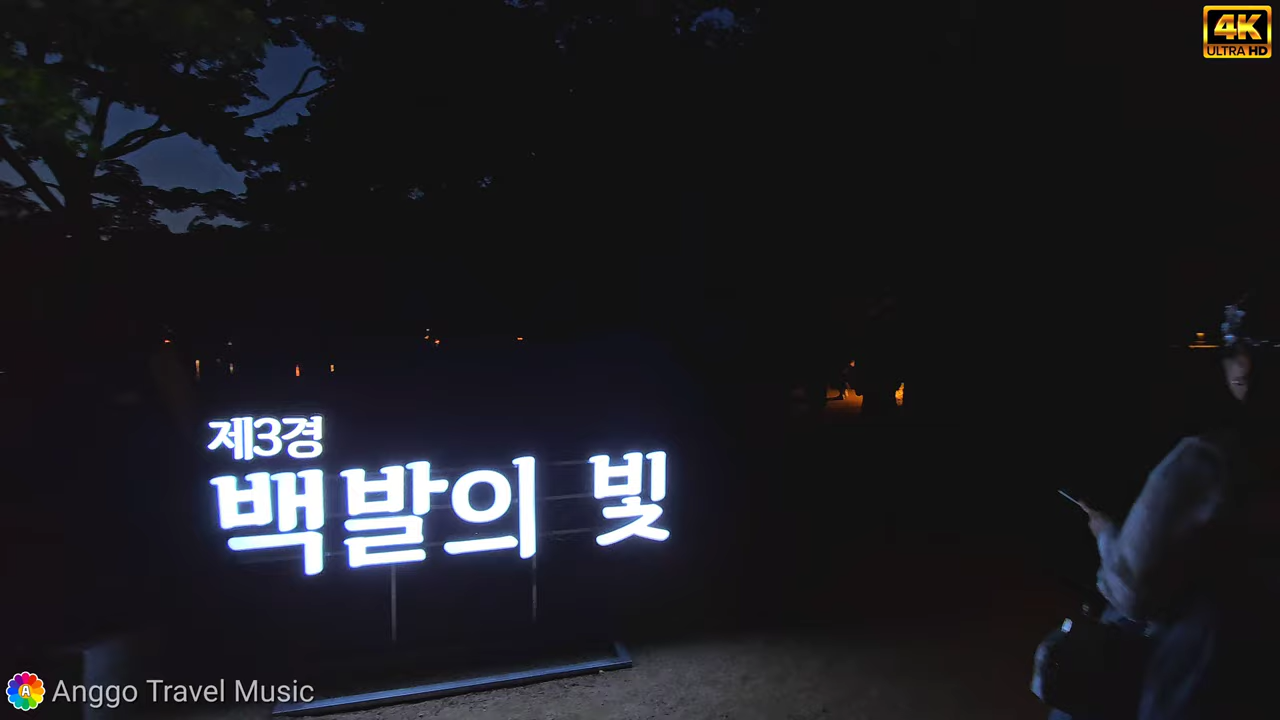 4K
ULTRA HD
제3경
백발의 빛
A
Anggo Travel Music